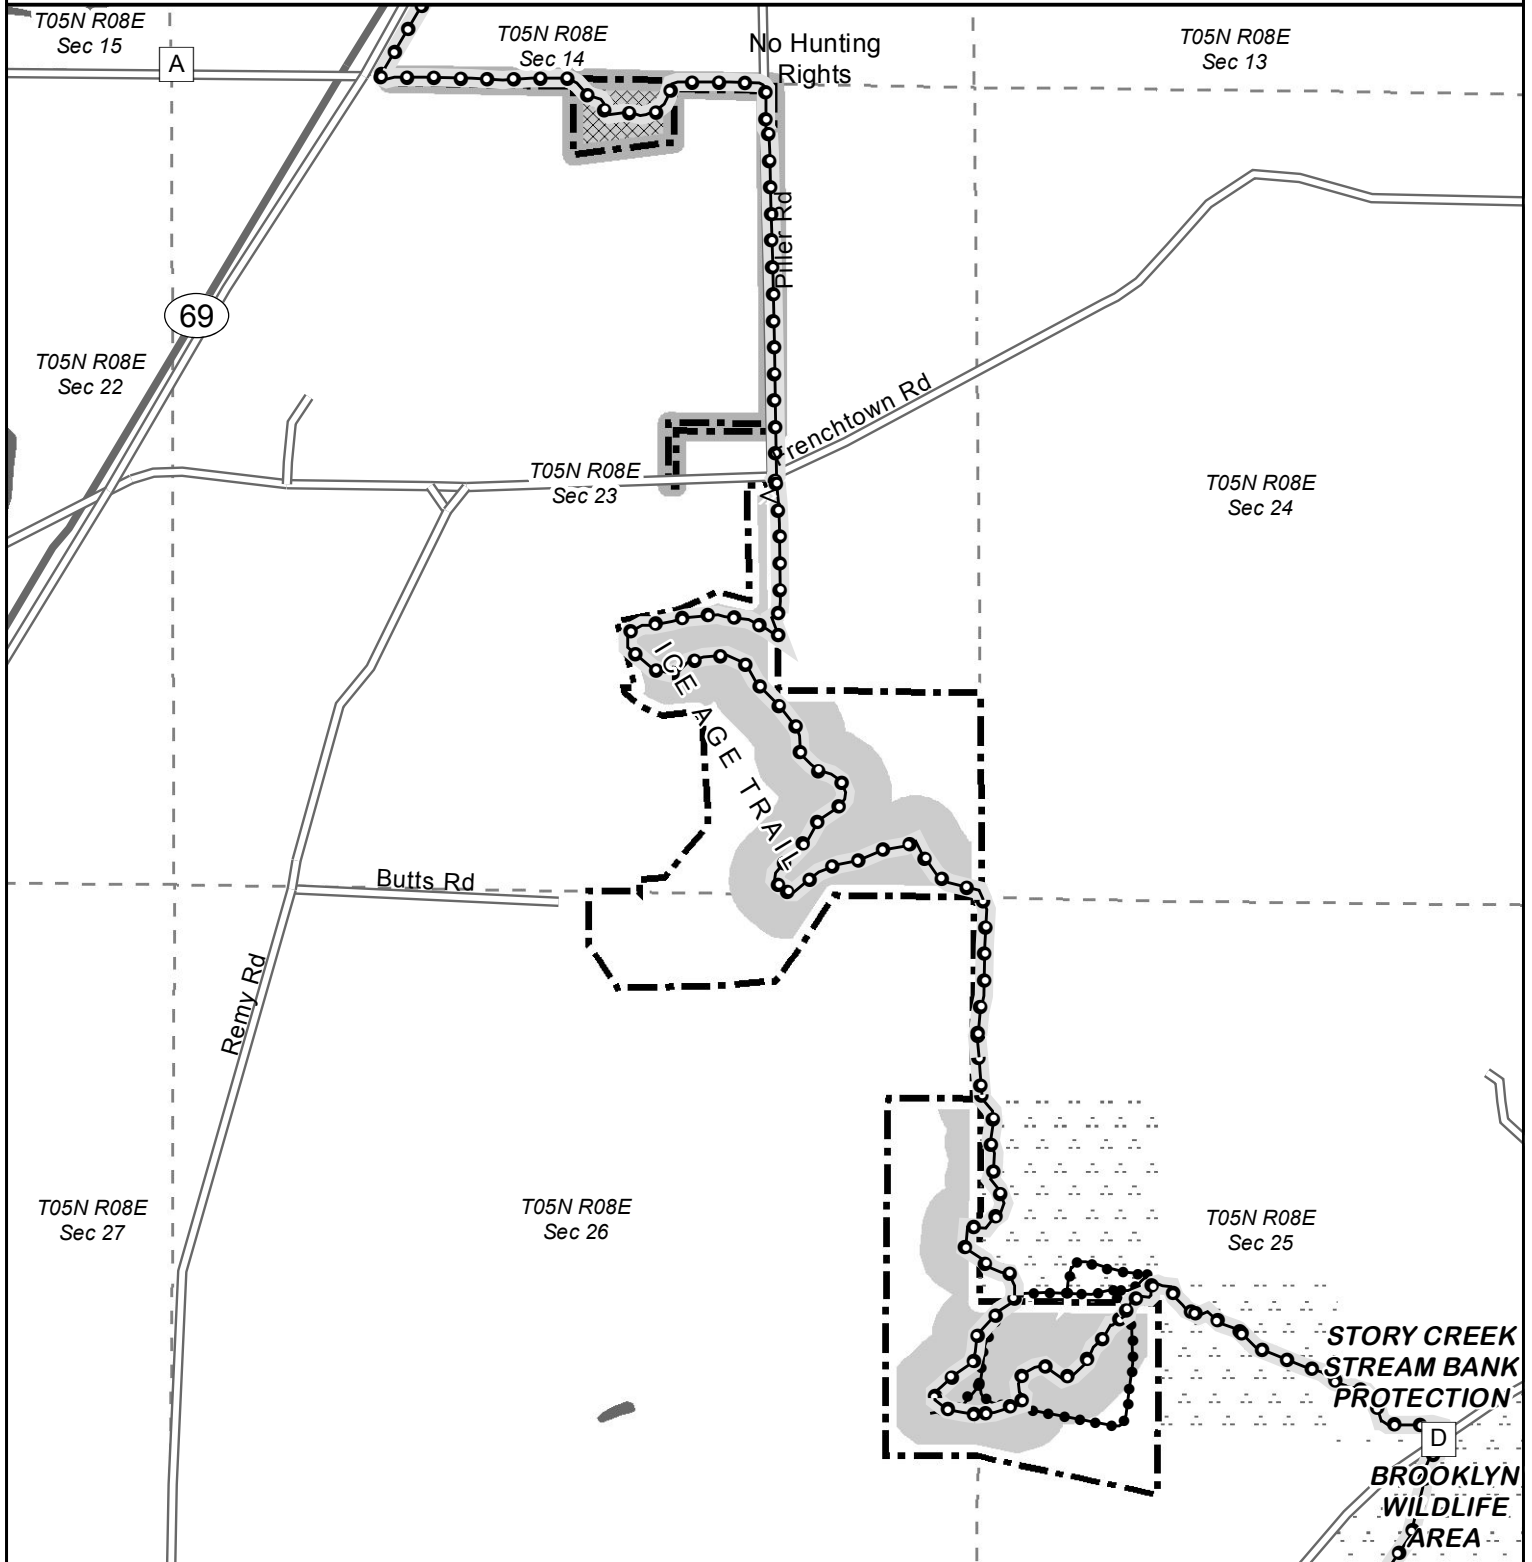 T05N R08E
Sec 15
A
T05N R08E
Sec 14
No Hunting
Rights
T05N R08E
Sec 13
Piller Rd
69
T05N R08E
Sec 22
Frenchtown Rd
T05N R08E
Sec 23
T05N R08E
Sec 24
ICE AGE TRAIL
Butts Rd
Remy Rd
T05N R08E
Sec 27
T05N R08E
Sec 26
T05N R08E
Sec 25
STORY CREEK
STREAM BANK
PROTECTION
D
BROOKLYN
WILDLIFE
AREA